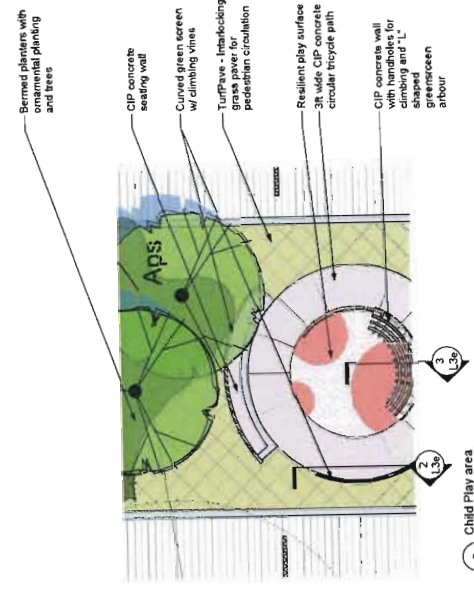 Bermed planters with
ornamental planting
and trees
CIP concrete
seating wall
Curved green screen
w/ climbing vines
TurfPave - Interlocking
grass paver for
pedestrian circulation
Resilient play surface
3ft wide CIP concrete
circular tricycle path
CIP concrete wall
with handholds for
climbing and "L"
shaped
greensrceen
arbour
Aps
2
L3e
3
L3e
Child Play area